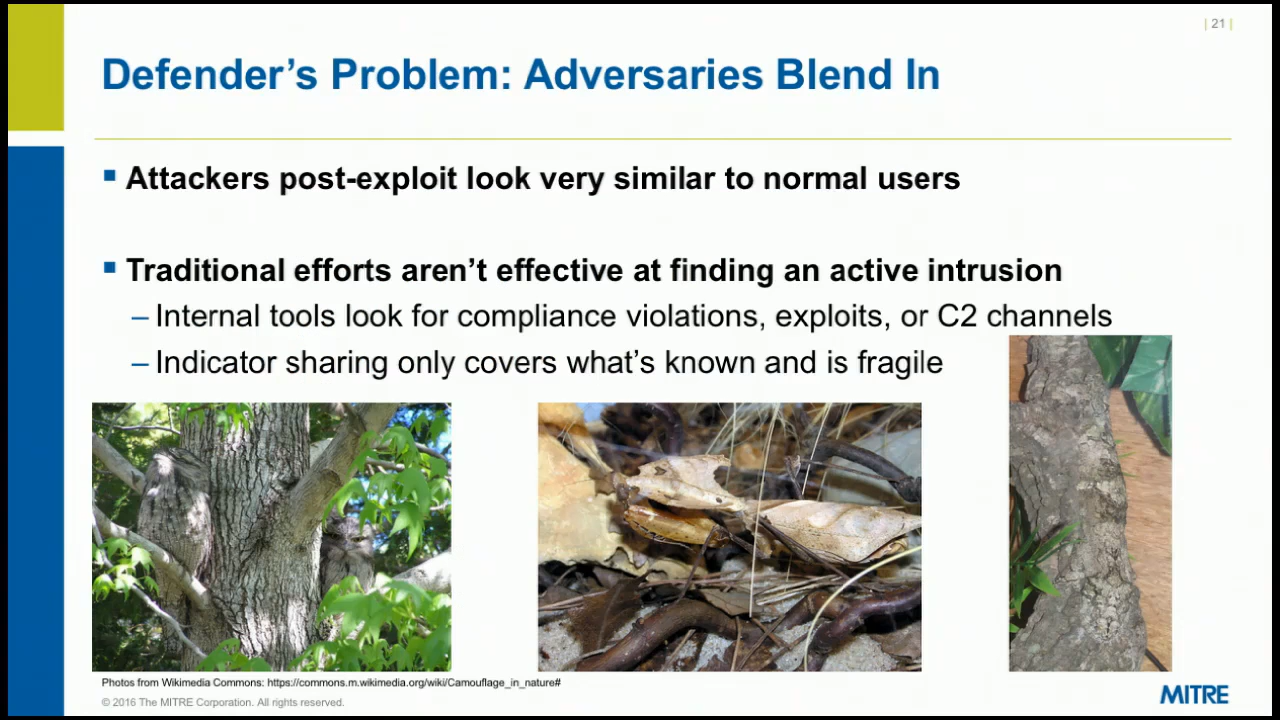 | 21 |
Defender’s Problem: Adversaries Blend In
▪ Attackers post-exploit look very similar to normal users
▪ Traditional efforts aren’t effective at finding an active intrusion
– Internal tools look for compliance violations, exploits, or C2 channels
– Indicator sharing only covers what’s known and is fragile
Photos from Wikimedia Commons: https://commons.m.wikimedia.org/wiki/Camouflage_in_nature#
© 2016 The MITRE Corporation. All rights reserved.
MITRE